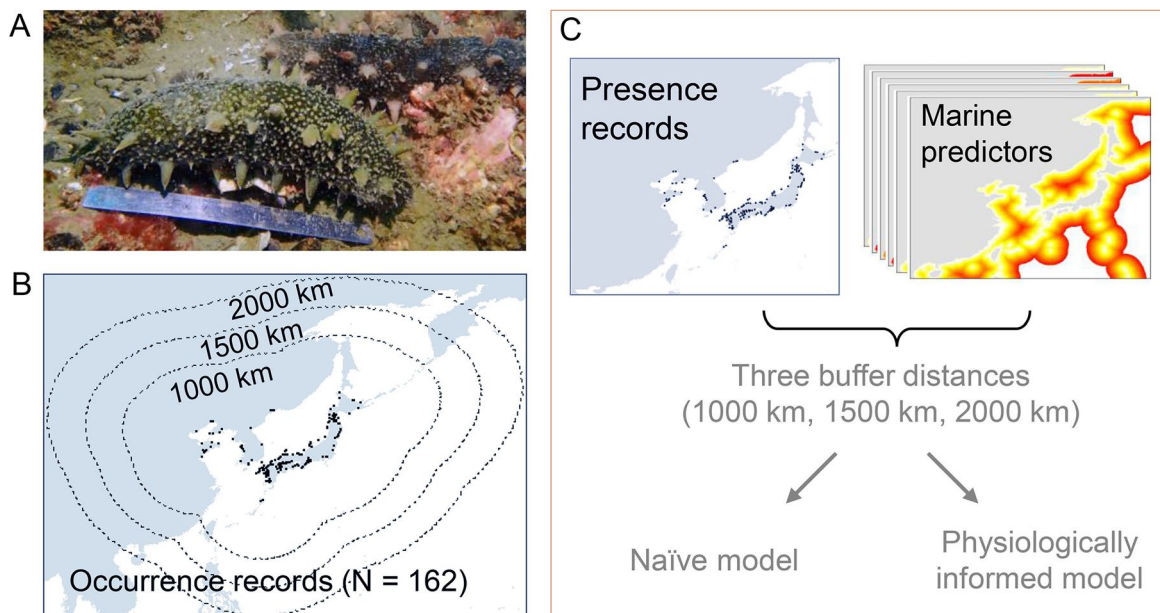 A
B
2000 km
1500 km
1000 km
Occurrence records (N = 162)
C
Presence
records
Marine
predictors
Three buffer distances
(1000 km, 1500 km, 2000 km)
Naïve model
Physiologically
informed model